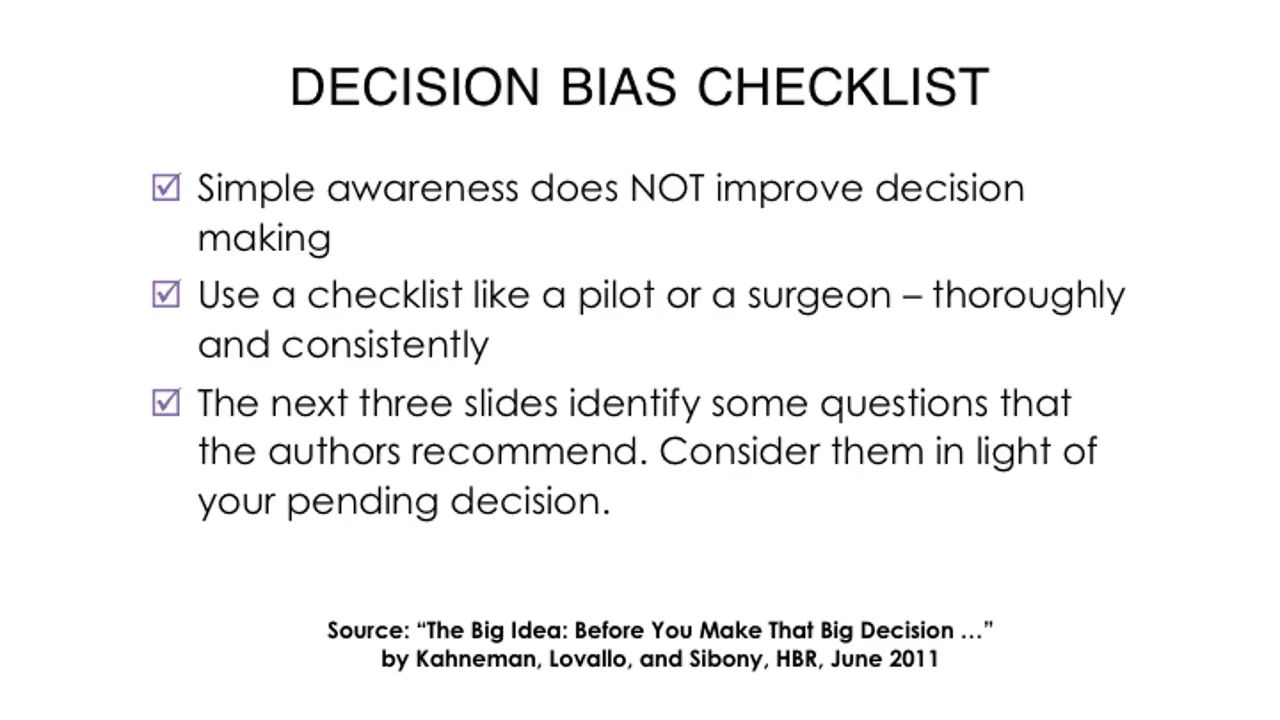 DECISION BIAS CHECKLIST
Simple awareness does NOT improve decision
making
Use a checklist like a pilot or a surgeon – thoroughly
and consistently
The next three slides identify some questions that
the authors recommend. Consider them in light of
your pending decision.
Source: “The Big Idea: Before You Make That Big Decision …”
by Kahneman, Lovallo, and Sibony, HBR, June 2011